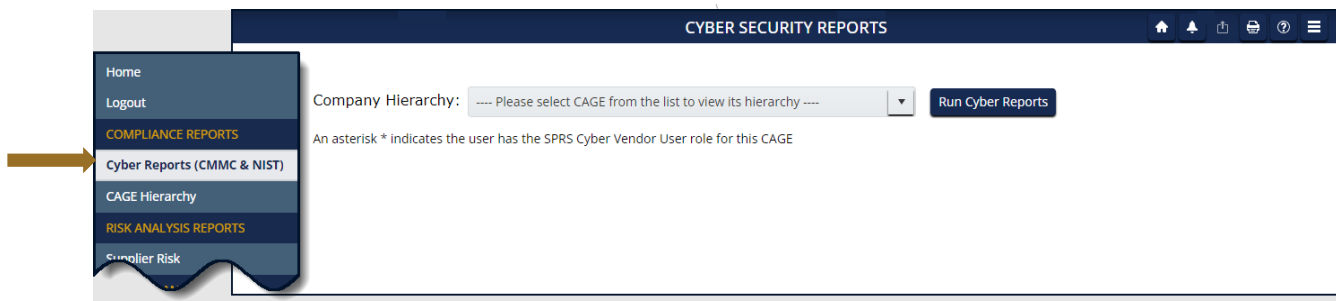 CYBER SECURITY REPORTS
Home
Logout
COMPLIANCE REPORTS
Cyber Reports (CMMC & NIST)
CAGE Hierarchy
RISK ANALYSIS REPORTS
Supplier Risk
Company Hierarchy: ---- Please select CAGE from the list to view its hierarchy ---- Run Cyber Reports
An asterisk * indicates the user has the SPRS Cyber Vendor User role for this CAGE